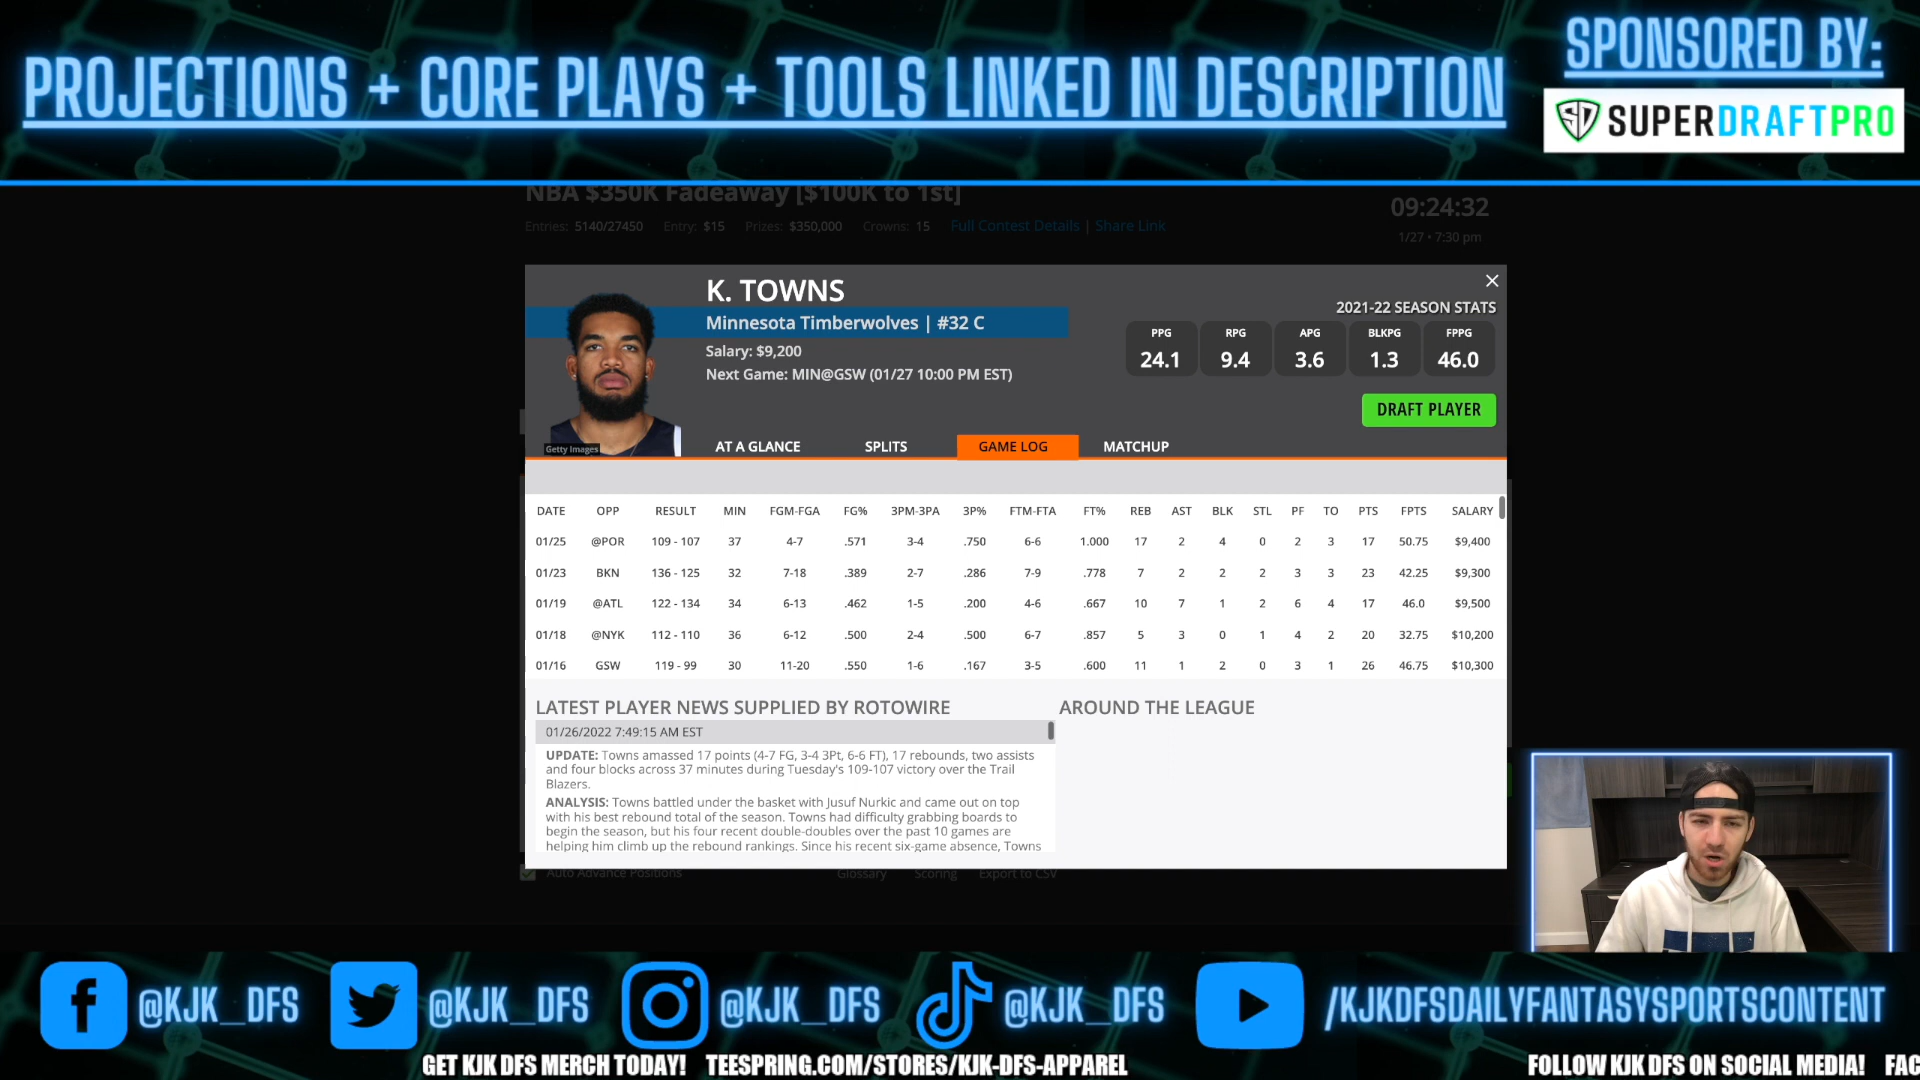 PROJECTIONS + CORE PLAYS + TOOLS LINKED IN DESCRIPTION
SPONSORED BY:
SD SUPERDRAFTPRO
NBA $350K Fadeaway [$100K to 1st]
Entries: 5140/27450 Entry: $15 Prizes: $350,000 Crowns: 15 Full Contest Details | Share Link
09:24:32
1/27 • 7:30 pm
K. TOWNS
Minnesota Timberwolves | #32 C
Salary: $9,200
Next Game: MIN@GSW (01/27 10:00 PM EST)
Getty Images
2021-22 SEASON STATS
PPG RPG APG BLKPG FPPG
24.1 9.4 3.6 1.3 46.0
DRAFT PLAYER
AT A GLANCE SPLITS GAME LOG MATCHUP
DATE OPP RESULT MIN FGM-FGA FG% 3PM-3PA 3P% FTM-FTA FT% REB AST BLK STL PF TO PTS FPTS SALARY
01/25 @POR 109 - 107 37 4-7 .571 3-4 .750 6-6 1.000 17 2 4 0 2 3 17 50.75 $9,400
01/23 BKN 136 - 125 32 7-18 .389 2-7 .286 7-9 .778 7 2 2 2 3 3 23 42.25 $9,300
01/19 @ATL 122 - 134 34 6-13 .462 1-5 .200 4-6 .667 10 7 1 2 6 4 17 46.0 $9,500
01/18 @NYK 112 - 110 36 6-12 .500 2-4 .500 6-7 .857 5 3 0 1 4 2 20 32.75 $10,200
01/16 GSW 119 - 99 30 11-20 .550 1-6 .167 3-5 .600 11 1 2 0 3 1 26 46.75 $10,300
LATEST PLAYER NEWS SUPPLIED BY ROTOWIRE
AROUND THE LEAGUE
01/26/2022 7:49:15 AM EST
UPDATE: Towns amassed 17 points (4-7 FG, 3-4 3Pt, 6-6 FT), 17 rebounds, two assists
and four blocks across 37 minutes during Tuesday's 109-107 victory over the Trail
Blazers.
ANALYSIS: Towns battled under the basket with Jusuf Nurkic and came out on top
with his best rebound total of the season. Towns had difficulty grabbing boards to
begin the season, but his four recent double-doubles over the past 10 games are
helping him climb up the rebound rankings. Since his recent six-game absence, Towns
Auto Advance Positions Glossary Scoring Export to CSV
@KJK_DFS @KJK_DFS @KJK_DFS @KJK_DFS /KJKDFSDAILYFANTASYSPORTSCONTENT
GET KJK DFS MERCH TODAY! TEESPRING.COM/STORES/KJK-DFS-APPAREL FOLLOW KJK DFS ON SOCIAL MEDIA! FAC